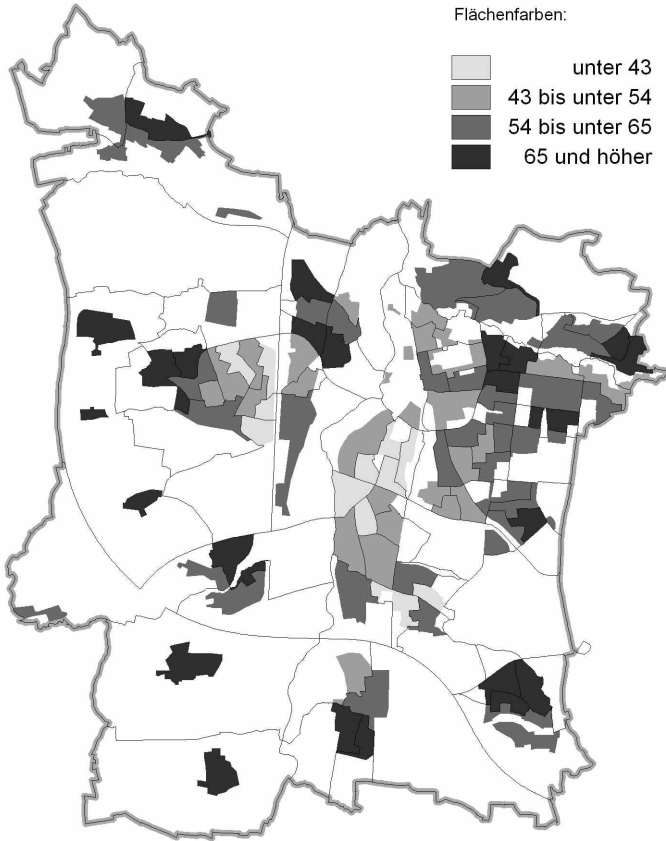 Flächenfarben:
unter 43
43 bis unter 54
54 bis unter 65
65 und höher